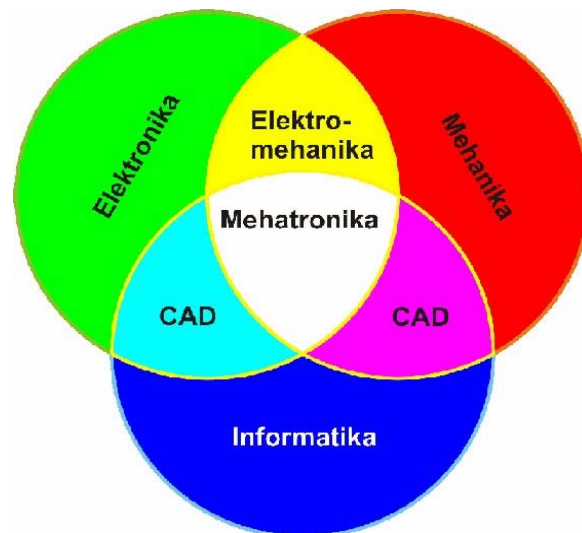 Elektronika
Elektro-
mehanika
Mehanika
Mehatronika
CAD
CAD
Informatika